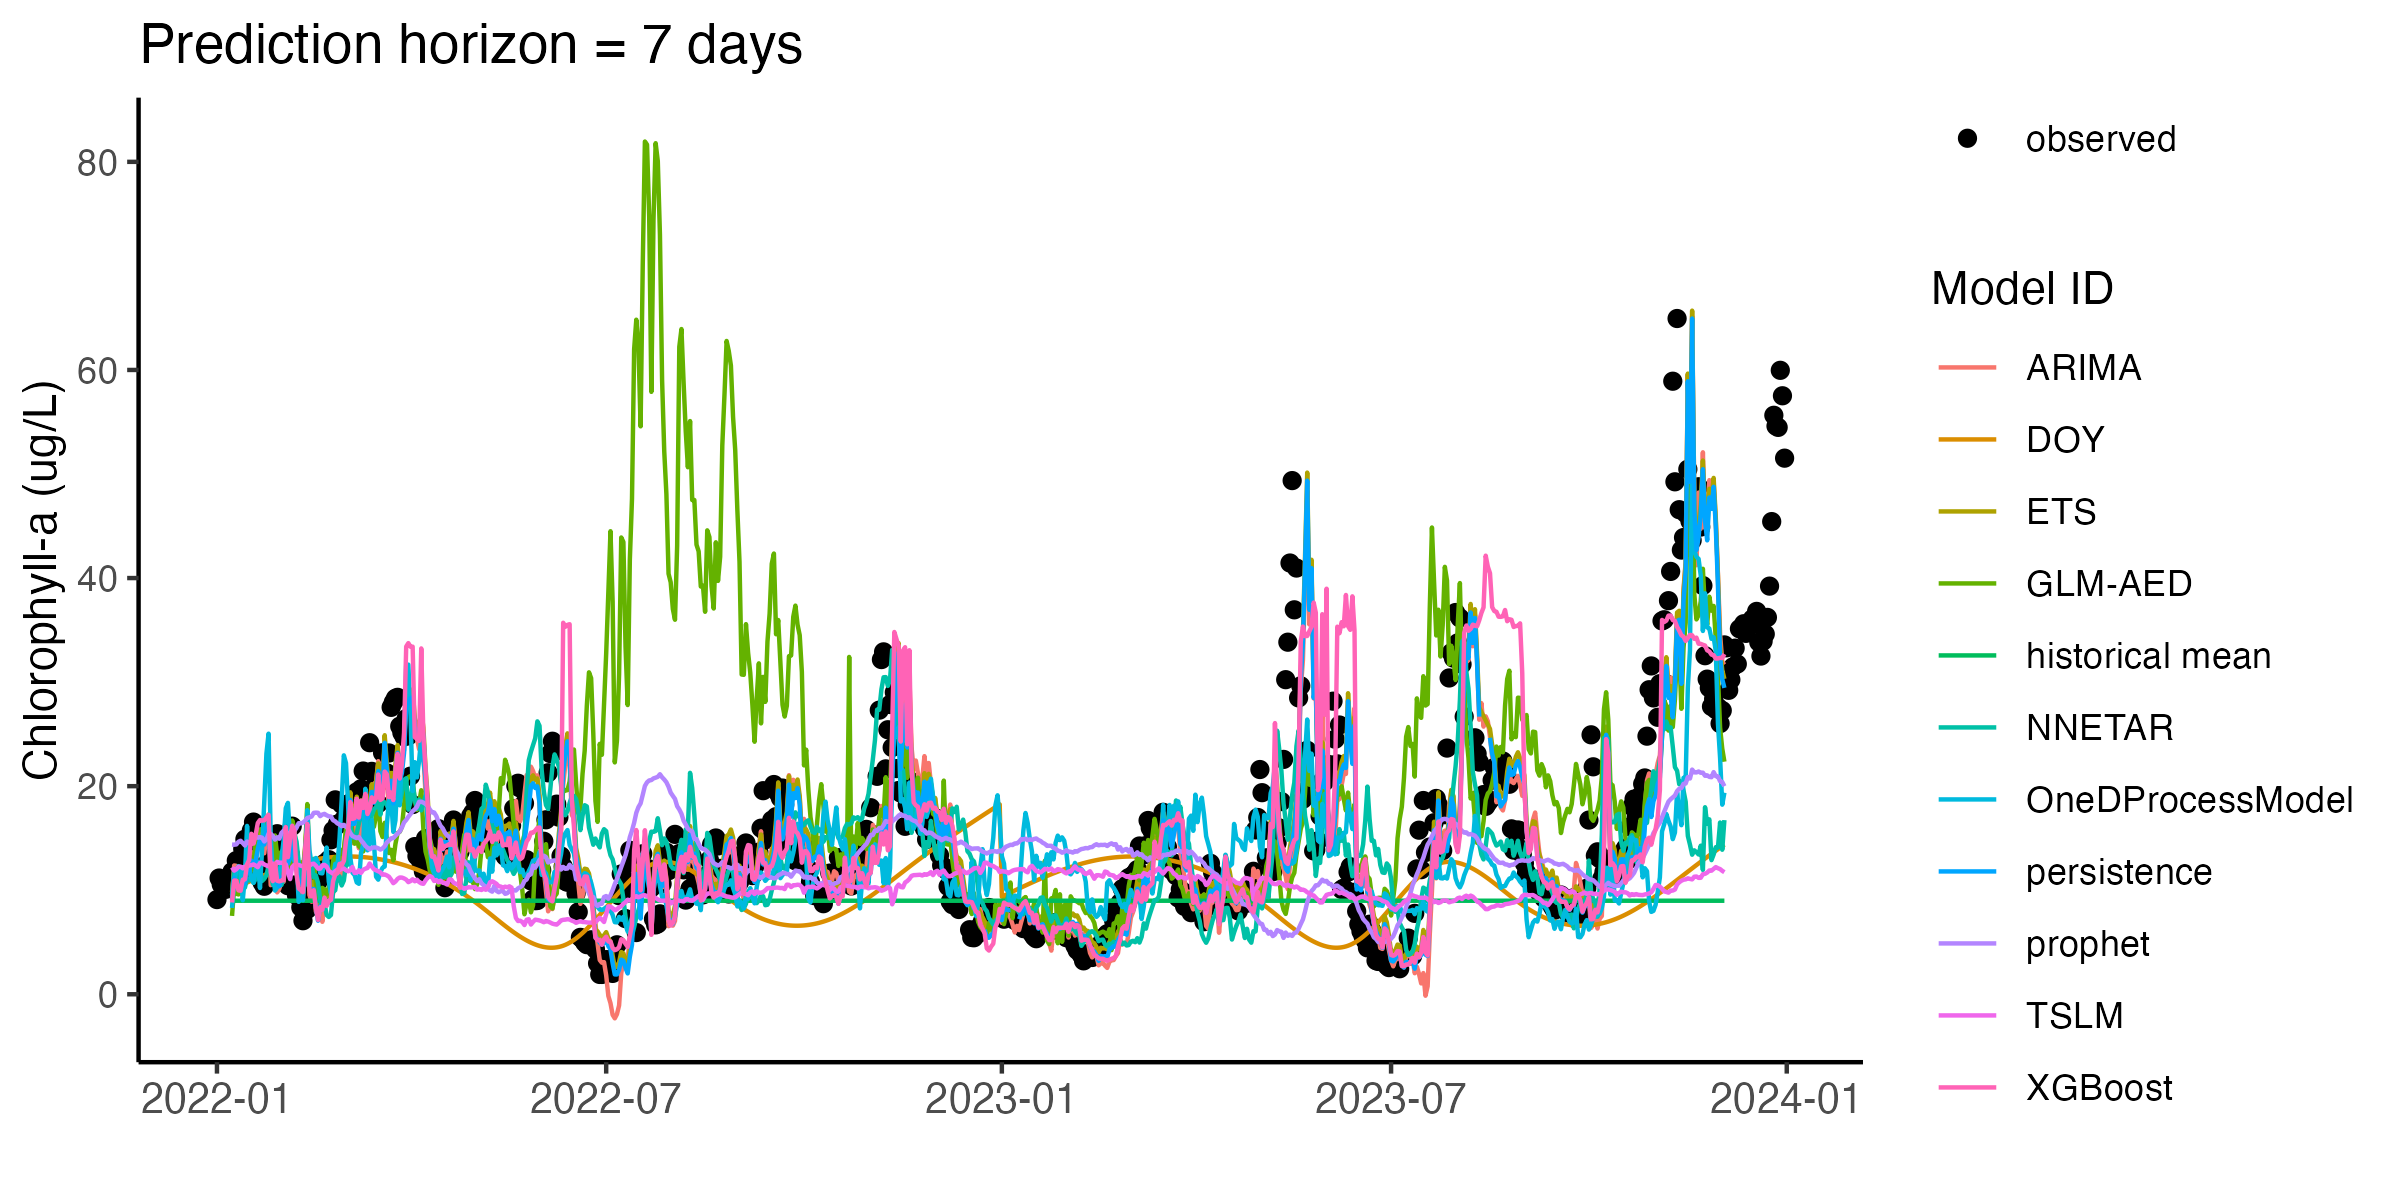 Prediction horizon = 7 days
Chlorophyll-a (ug/L)
80
60
40
20
0
2022-01
2022-07
2023-01
2023-07
2024-01
observed
Model ID
ARIMA
DOY
ETS
GLM-AED
historical mean
NNETAR
OneDProcessModel
persistence
prophet
TSLM
XGBoost